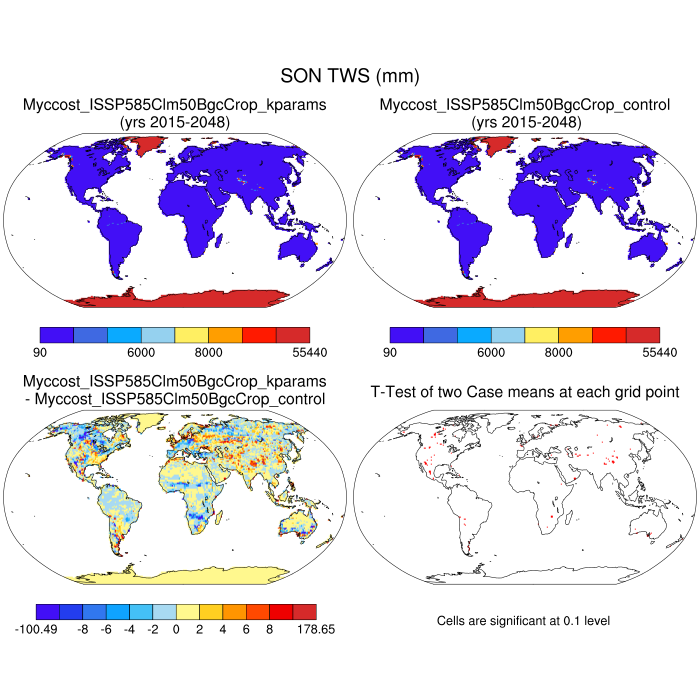 SON TWS (mm)
Myccost_ISSP585Clm50BgcCrop_kparams
(yrs 2015-2048)
Myccost_ISSP585Clm50BgcCrop_control
(yrs 2015-2048)
90 6000 8000 55440
90 6000 8000 55440
Myccost_ISSP585Clm50BgcCrop_kparams
- Myccost_ISSP585Clm50BgcCrop_control
T-Test of two Case means at each grid point
-100.49 -8 -6 -4 -2 0 2 4 6 8 178.65
Cells are significant at 0.1 level